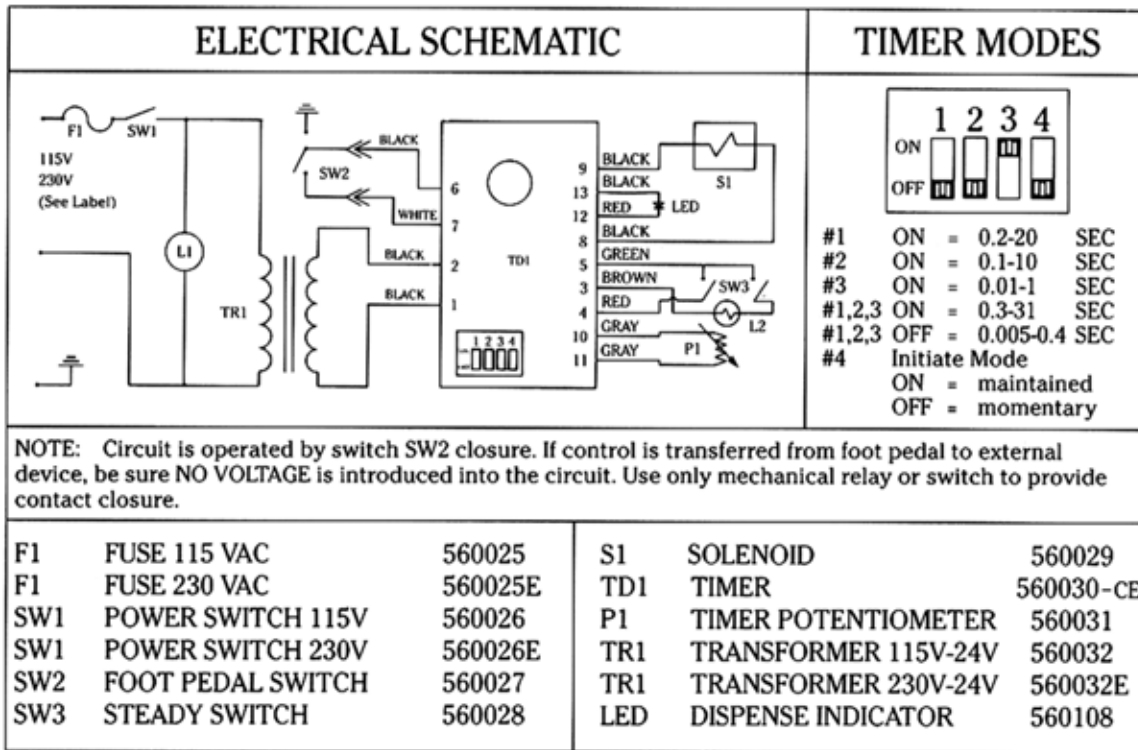 ELECTRICAL SCHEMATIC
TIMER MODES
F1 SW1
115V
230V
(See Label)
L1
TR1
SW2
BLACK
WHITE
BLACK
BLACK
6
7
2
1
TD1
1 2 3 4
9
13
12
8
5
3
4
10
11
BLACK
BLACK
RED
BLACK
GREEN
BROWN
RED
GRAY
GRAY
S1
LED
SW3
L2
P1
1 2 3 4
ON
OFF
#1 ON = 0.2-20 SEC
#2 ON = 0.1-10 SEC
#3 ON = 0.01-1 SEC
#1,2,3 ON = 0.3-31 SEC
#1,2,3 OFF = 0.005-0.4 SEC
#4 Initiate Mode
ON = maintained
OFF = momentary
NOTE: Circuit is operated by switch SW2 closure. If control is transferred from foot pedal to external
device, be sure NO VOLTAGE is introduced into the circuit. Use only mechanical relay or switch to provide
contact closure.
F1 FUSE 115 VAC 560025
F1 FUSE 230 VAC 560025E
SW1 POWER SWITCH 115V 560026
SW1 POWER SWITCH 230V 560026E
SW2 FOOT PEDAL SWITCH 560027
SW3 STEADY SWITCH 560028
S1 SOLENOID 560029
TD1 TIMER 560030-CE
P1 TIMER POTENTIOMETER 560031
TR1 TRANSFORMER 115V-24V 560032
TR1 TRANSFORMER 230V-24V 560032E
LED DISPENSE INDICATOR 560108